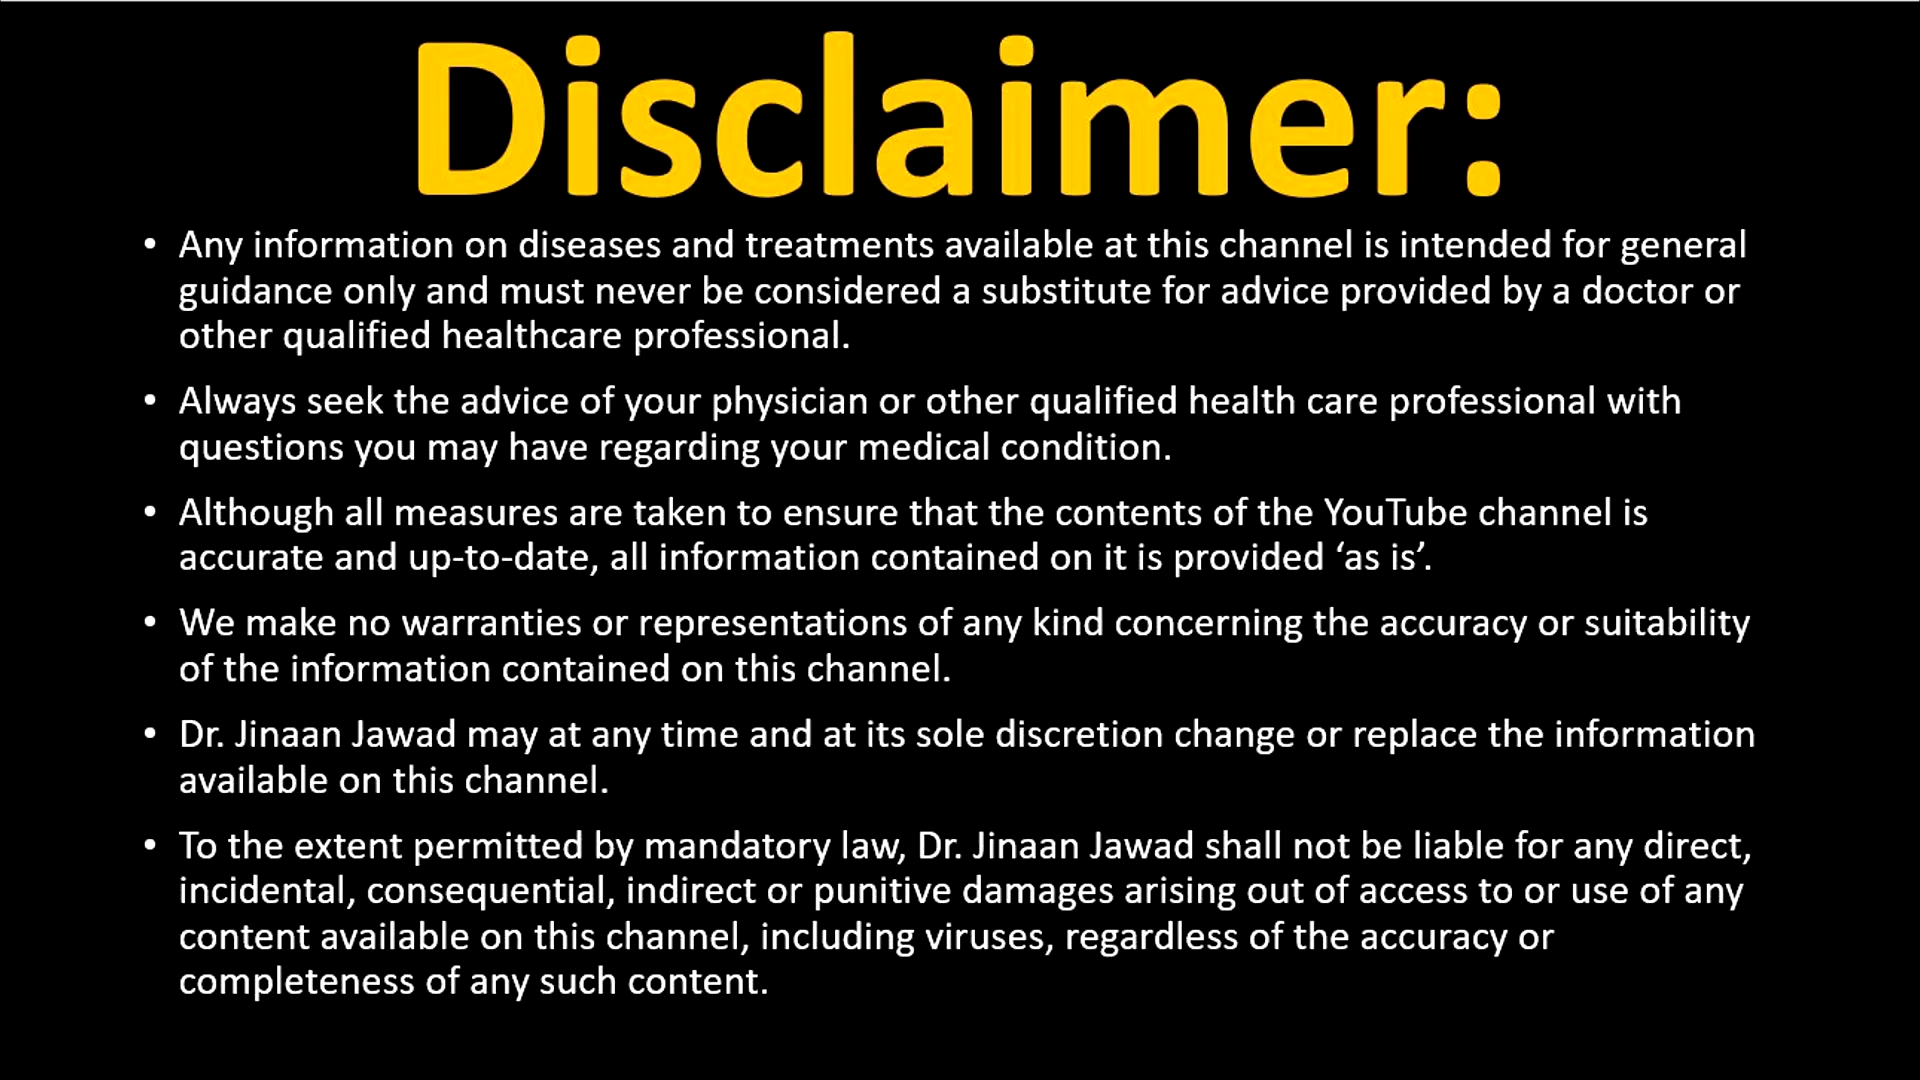 Disclaimer:
• Any information on diseases and treatments available at this channel is intended for general
guidance only and must never be considered a substitute for advice provided by a doctor or
other qualified healthcare professional.
• Always seek the advice of your physician or other qualified health care professional with
questions you may have regarding your medical condition.
• Although all measures are taken to ensure that the contents of the YouTube channel is
accurate and up-to-date, all information contained on it is provided ‘as is’.
• We make no warranties or representations of any kind concerning the accuracy or suitability
of the information contained on this channel.
• Dr. Jinaan Jawad may at any time and at its sole discretion change or replace the information
available on this channel.
• To the extent permitted by mandatory law, Dr. Jinaan Jawad shall not be liable for any direct,
incidental, consequential, indirect or punitive damages arising out of access to or use of any
content available on this channel, including viruses, regardless of the accuracy or
completeness of any such content.